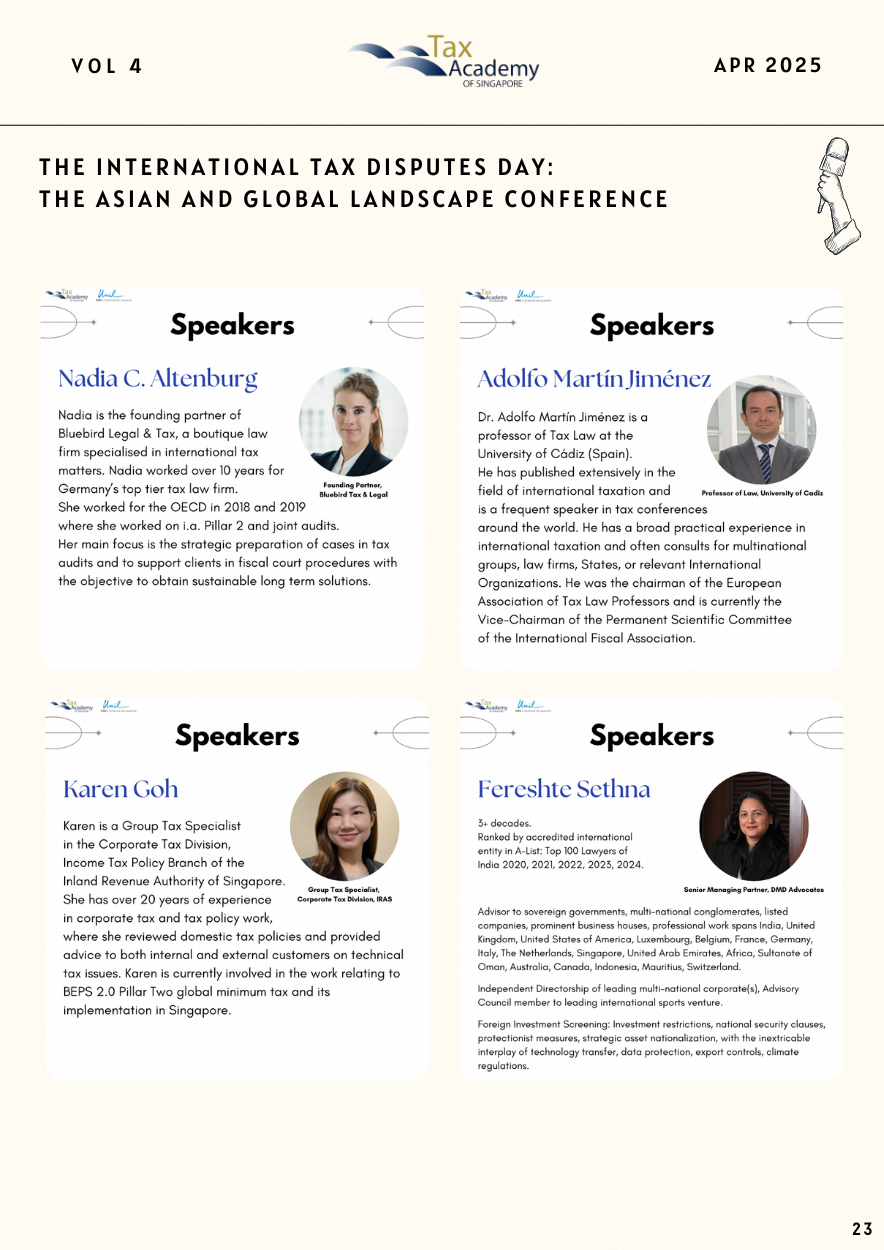 VOL 4
Tax
Academy
OF SINGAPORE
APR 2025
THE INTERNATIONAL TAX DISPUTES DAY:
THE ASIAN AND GLOBAL LANDSCAPE CONFERENCE
Tax
Academy
OF SINGAPORE
Unil
Speakers
Nadia C. Altenburg
Nadia is the founding partner of
Bluebird Legal & Tax, a boutique law
firm specialised in international tax
matters. Nadia worked over 10 years for
Germany's top tier tax law firm.
She worked for the OECD in 2018 and 2019
where she worked on i.a. Pillar 2 and joint audits.
Her main focus is the strategic preparation of cases in tax
audits and to support clients in fiscal court procedures with
the objective to obtain sustainable long term solutions.
Founding Partner,
Bluebird Tax & Legal
Tax
Academy
OF SINGAPORE
Unil
Speakers
Adolfo Martín Jiménez
Dr. Adolfo Martín Jiménez is a
professor of Tax Law at the
University of Cádiz (Spain).
He has published extensively in the
field of international taxation and
is a frequent speaker in tax conferences
around the world. He has a broad practical experience in
international taxation and often consults for multinational
groups, law firms, States, or relevant International
Organizations. He was the chairman of the European
Association of Tax Law Professors and is currently the
Vice-Chairman of the Permanent Scientific Committee
of the International Fiscal Association.
Professor of Law, University of Cadiz
Tax
Academy
OF SINGAPORE
Unil
Speakers
Karen Goh
Karen is a Group Tax Specialist
in the Corporate Tax Division,
Income Tax Policy Branch of the
Inland Revenue Authority of Singapore.
She has over 20 years of experience
in corporate tax and tax policy work,
where she reviewed domestic tax policies and provided
advice to both internal and external customers on technical
tax issues. Karen is currently involved in the work relating to
BEPS 2.0 Pillar Two global minimum tax and its
implementation in Singapore.
Group Tax Specialist,
Corporate Tax Division, IRAS
Tax
Academy
OF SINGAPORE
Unil
Speakers
Fereshte Sethna
3+ decades.
Ranked by accredited international
entity in A-List: Top 100 Lawyers of
India 2020, 2021, 2022, 2023, 2024.
Senior Managing Partner, DMD Advocates
Advisor to sovereign governments, multi-national conglomerates, listed
companies, prominent business houses, professional work spans India, United
Kingdom, United States of America, Luxembourg, Belgium, France, Germany,
Italy, The Netherlands, Singapore, United Arab Emirates, Africa, Sultanate of
Oman, Australia, Canada, Indonesia, Mauritius, Switzerland.
Independent Directorship of leading multi-national corporate(s), Advisory
Council member to leading international sports venture.
Foreign Investment Screening: Investment restrictions, national security clauses,
protectionist measures, strategic asset nationalization, with the inextricable
interplay of technology transfer, data protection, export controls, climate
regulations.
23